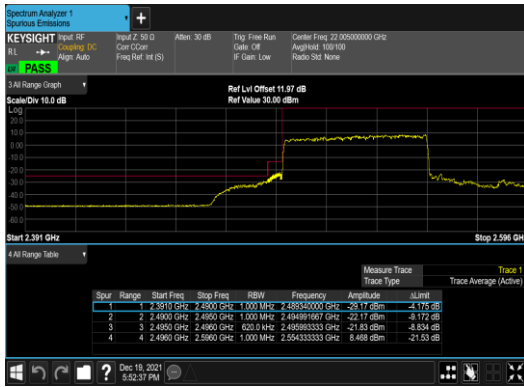 Spectrum Analyzer 1
Spurious Emissions
+
KEYSIGHT Input: RF Input Z: 50 Ω Atten: 30 dB Trig: Free Run Center Freq: 22.005000000 GHz
RL Coupling: DC Corr CCorr Gate: Off Avg|Hold: 100/100
Align: Auto Freq Ref: Int (S) IF Gain: Low Radio Std: None
PASS
3 All Range Graph Ref Lvl Offset 11.97 dB
Scale/Div 10.0 dB Ref Value 30.00 dBm
Log
20.0
10.0
0.00
-10.0
-20.0
-30.0
-40.0
-50.0
-60.0
Start 2.391 GHz Stop 2.596 GH
4 All Range Table
Measure Trace Trace 1
Trace Type Trace Average (Active)
Spur Range Start Freq Stop Freq RBW Frequency Amplitude ΔLimit
1 1 2.3910 GHz 2.4900 GHz 1.000 MHz 2.489340000 GHz -29.17 dBm -4.175 dB
2 2 2.4900 GHz 2.4950 GHz 1.000 MHz 2.494991667 GHz -22.17 dBm -9.172 dB
3 3 2.4950 GHz 2.4960 GHz 620.0 kHz 2.495993333 GHz -21.83 dBm -8.834 dB
4 4 2.4960 GHz 2.5960 GHz 1.000 MHz 2.554333333 GHz 8.468 dBm -21.53 dB
? Dec 19, 2021
5:52:37 PM